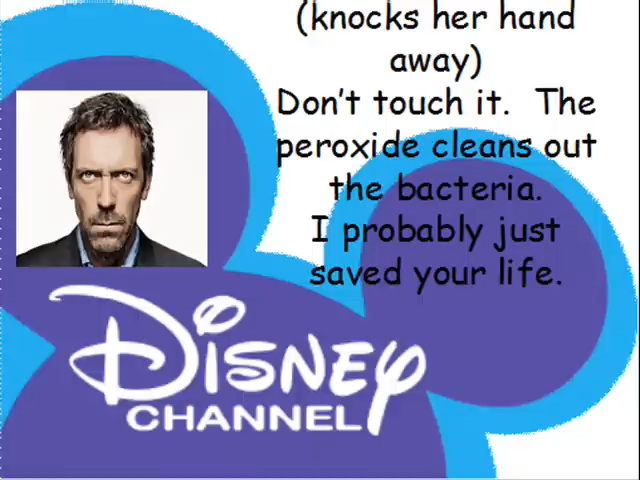 (knocks her hand
away)
Don't touch it.  The
peroxide cleans out
the bacteria.
I probably just
saved your life.
DISNEY
CHANNEL